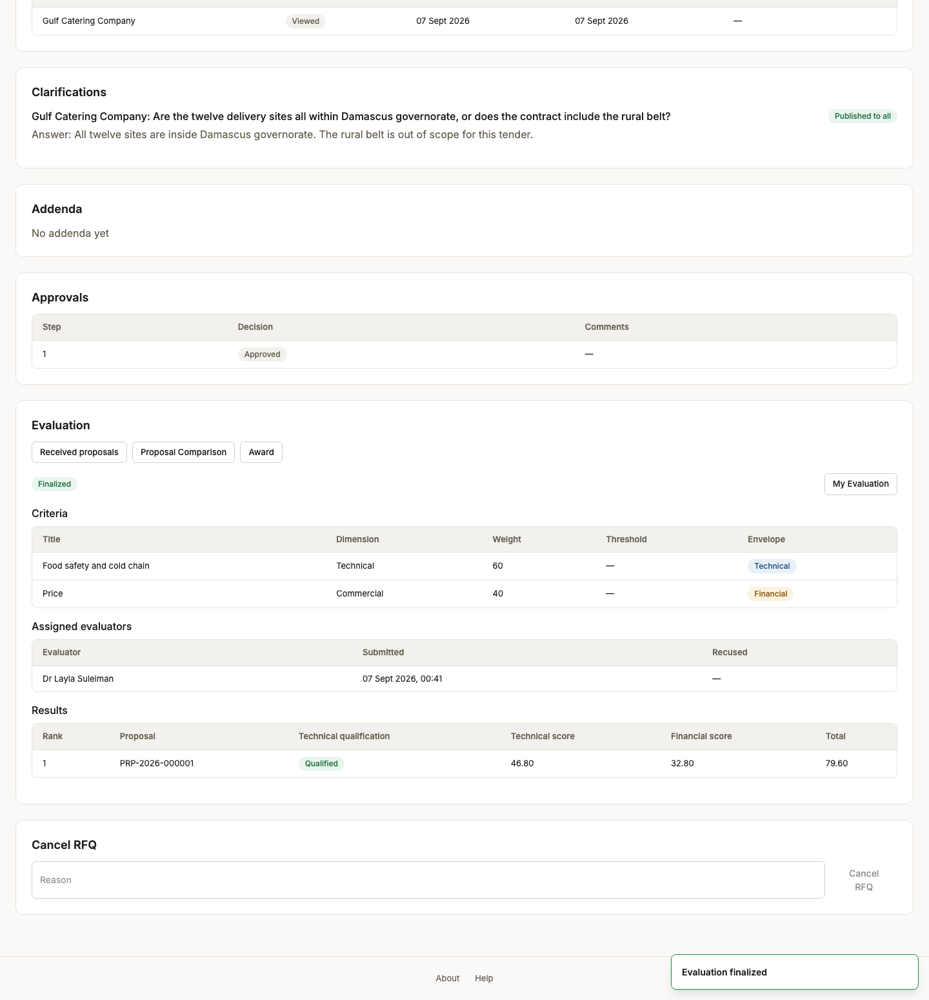 Gulf Catering Company Viewed 07 Sept 2026 07 Sept 2026 —
Clarifications
Gulf Catering Company: Are the twelve delivery sites all within Damascus governorate, or does the contract include the rural belt? Published to all
Answer: All twelve sites are inside Damascus governorate. The rural belt is out of scope for this tender.
Addenda
No addenda yet
Approvals
Step Decision Comments
1 Approved —
Evaluation
Received proposals Proposal Comparison Award
Finalized My Evaluation
Criteria
Title Dimension Weight Threshold Envelope
Food safety and cold chain Technical 60 — Technical
Price Commercial 40 — Financial
Assigned evaluators
Evaluator Submitted Recused
Dr Layla Suleiman 07 Sept 2026, 00:41 —
Results
Rank Proposal Technical qualification Technical score Financial score Total
1 PRP-2026-000001 Qualified 46.80 32.80 79.60
Cancel RFQ
Reason
Cancel
RFQ
About Help
Evaluation finalized